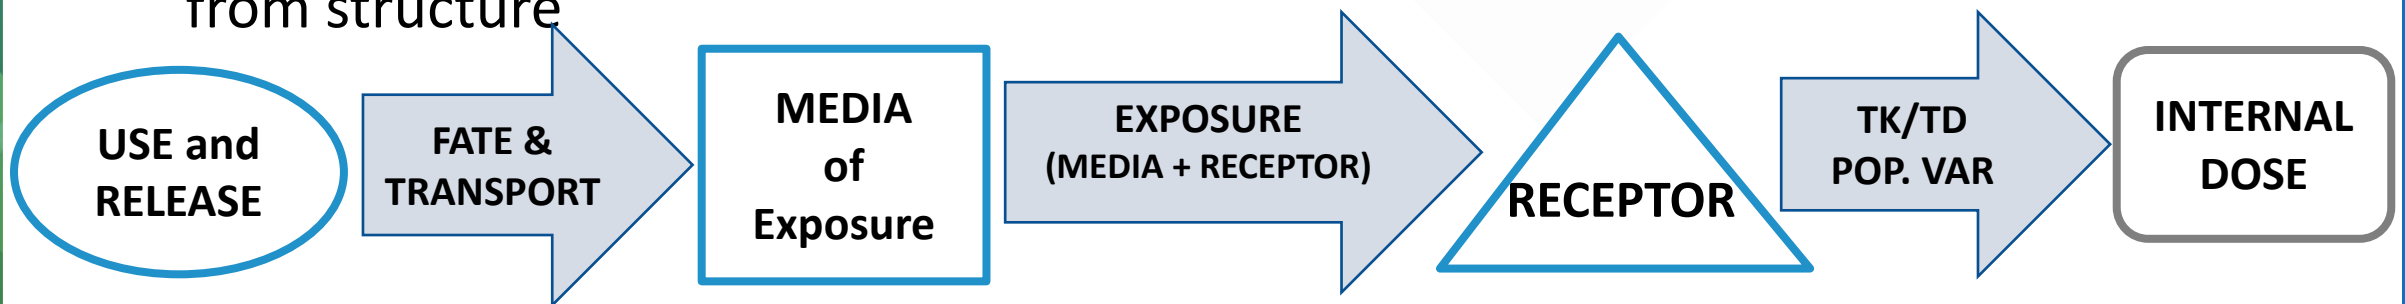 from structure
USE and
RELEASE
FATE &
TRANSPORT
MEDIA
of
Exposure
EXPOSURE
(MEDIA + RECEPTOR)
RECEPTOR
TK/TD
POP. VAR
INTERNAL
DOSE